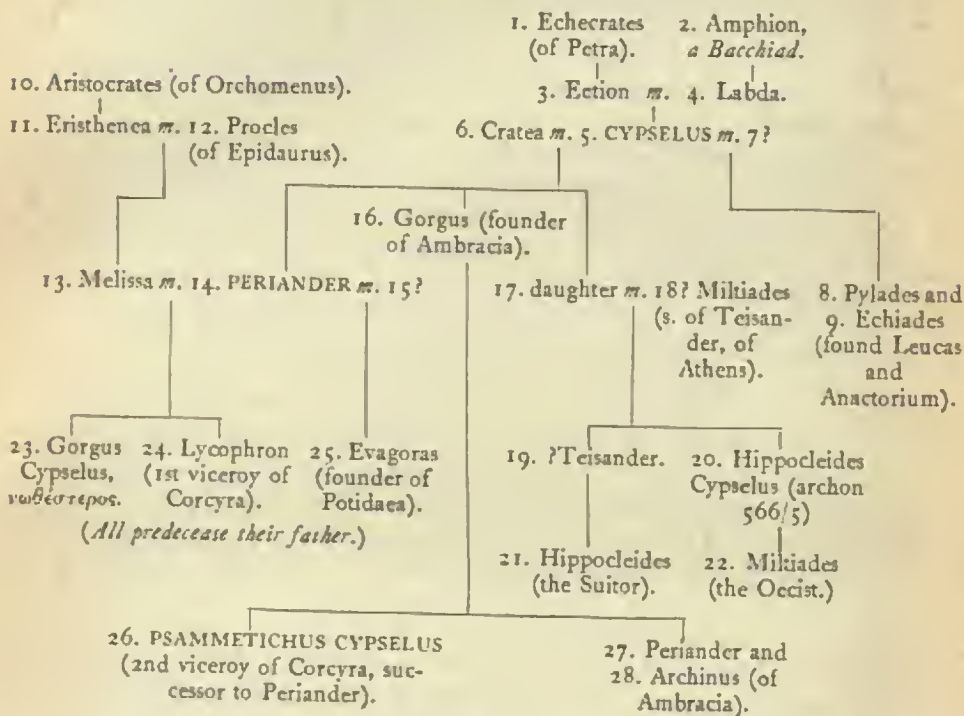 1. Echecrates
(of Petra).
2. Amphion,
a Bacchiad.
10. Aristocrates (of Orchomenus).
3. Eetion m. 4. Labda.
11. Eristhenea m. 12. Procles
(of Epidaurus).
6. Cratea m. 5. CYPSELUS m. 7?
16. Gorgus (founder
of Ambracia).
13. Melissa m. 14. PERIANDER m. 15?
17. daughter m. 18? Miltiades
(s. of Teisan-
der, of
Athens).
8. Pylades and
9. Echiades
(found Leucas
and
Anactorium).
23. Gorgus
Cypselus,
νωθέστερος.
24. Lycophron
(1st viceroy of
Corcyra).
25. Evagoras
(founder of
Potidaea).
(All predecease their father.)
19. ?Teisander.
20. Hippocleides
Cypselus (archon
566/5)
21. Hippocleides
(the Suitor).
22. Miltiades
(the Oecist.)
26. PSAMMETICHUS CYPSELUS
(2nd viceroy of Corcyra, suc-
cessor to Periander).
27. Periander and
28. Archinus (of
Ambracia).